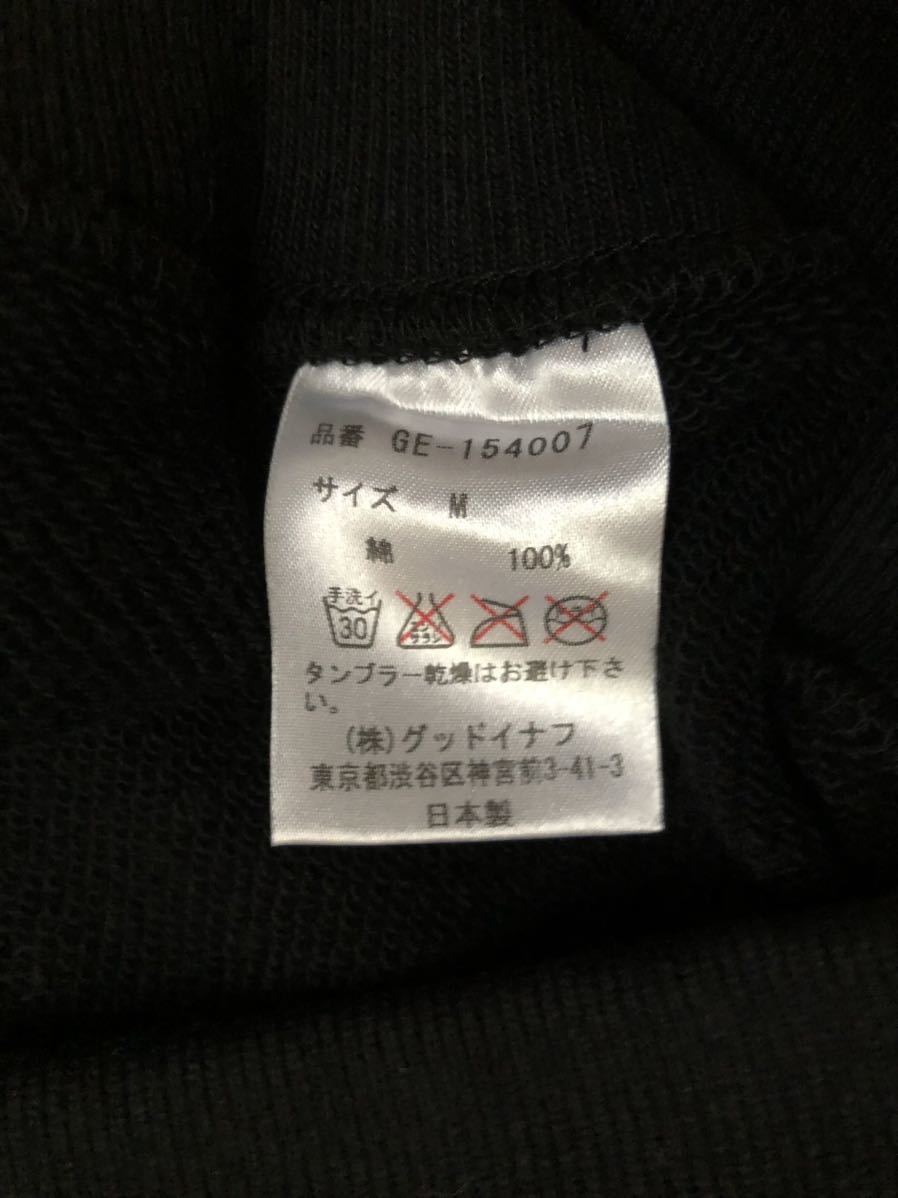 品番 GE-154007
サイズ M
綿 100%
手洗イ
30
エンソ
サラシ
タンブラー乾燥はお避け下さ
い。
(株)グッドイナフ
東京都渋谷区神宮前3-41-3
日本製